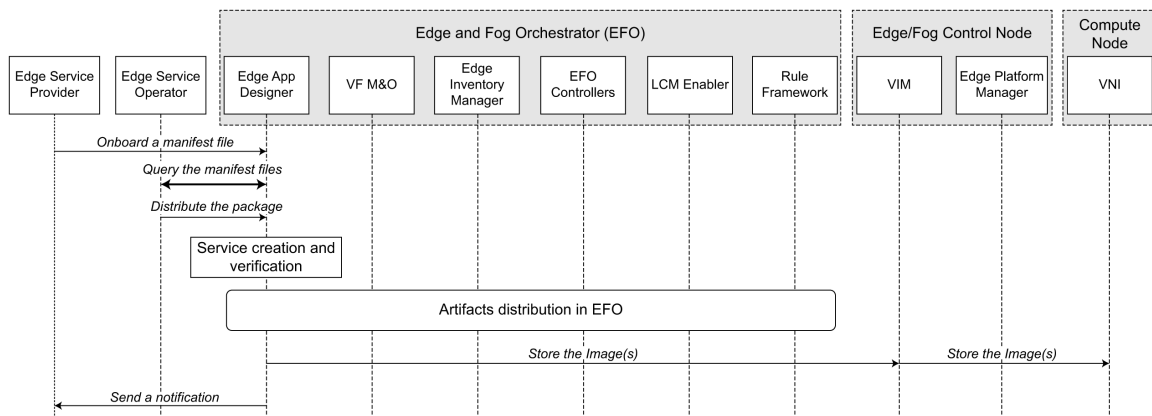 Edge and Fog Orchestrator (EFO)
Edge/Fog Control Node
Compute
Node
Edge Service
Provider
Edge Service
Operator
Edge App
Designer
VF M&O
Edge
Inventory
Manager
EFO
Controllers
LCM Enabler
Rule
Framework
VIM
Edge Platform
Manager
VNI
Onboard a manifest file
Query the manifest files
Distribute the package
Service creation and
verification
Artifacts distribution in EFO
Store the Image(s)
Store the Image(s)
Send a notification